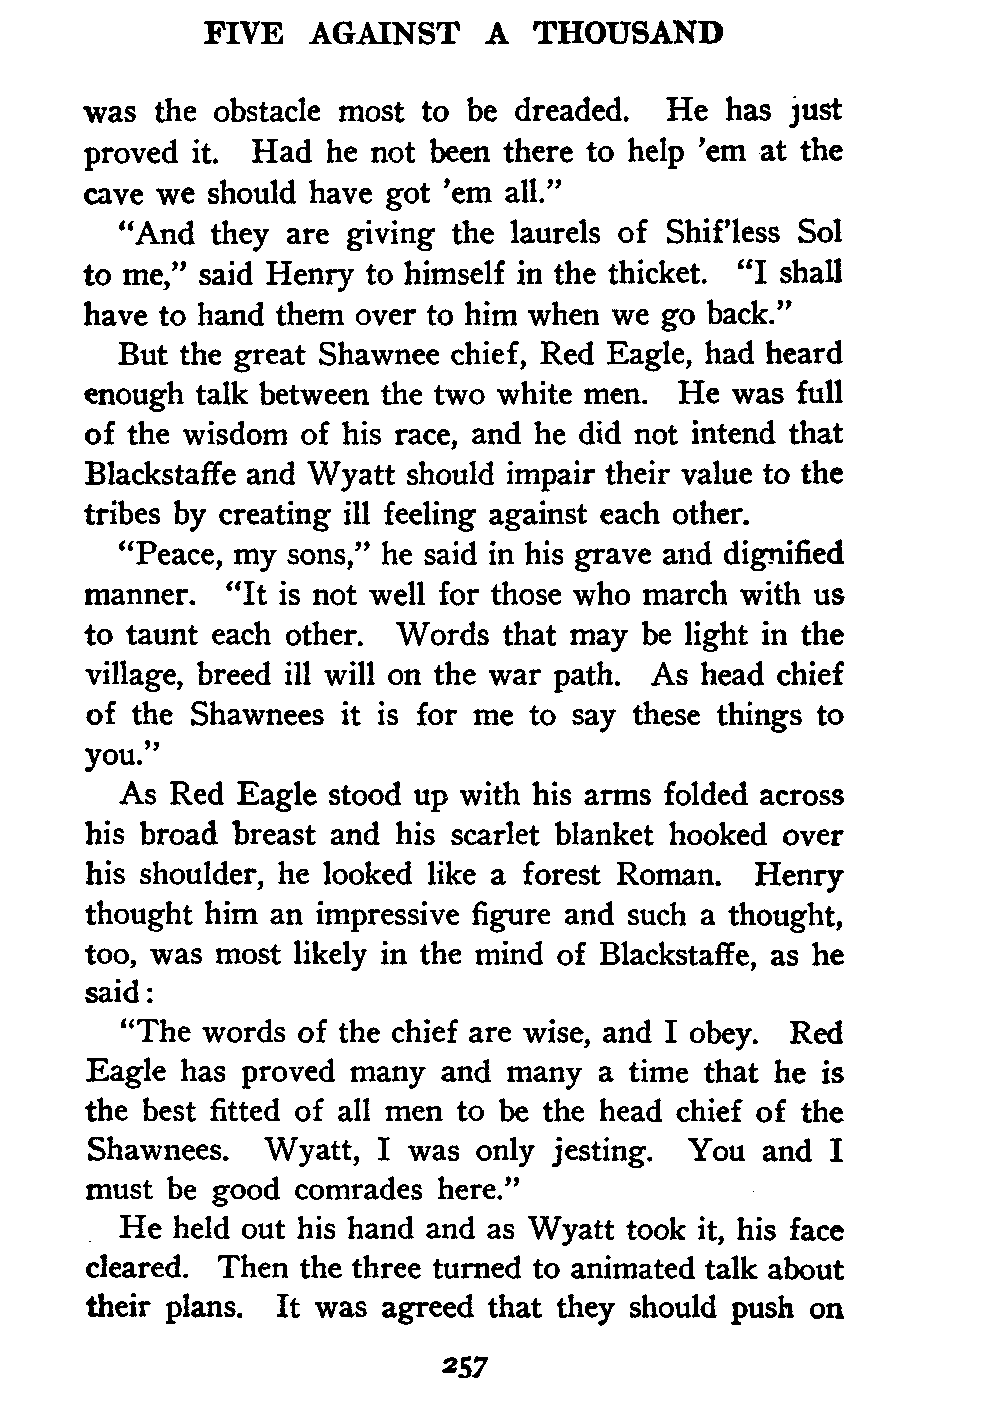 FIVE AGAINST A THOUSAND
was the obstacle most to be dreaded. He has just
proved it. Had he not been there to help 'em at the
cave we should have got 'em all."
"And they are giving the laurels of Shif'less Sol
to me," said Henry to himself in the thicket. "I shall
have to hand them over to him when we go back."
But the great Shawnee chief, Red Eagle, had heard
enough talk between the two white men. He was full
of the wisdom of his race, and he did not intend that
Blackstaffe and Wyatt should impair their value to the
tribes by creating ill feeling against each other.
"Peace, my sons," he said in his grave and dignified
manner. "It is not well for those who march with us
to taunt each other. Words that may be light in the
village, breed ill will on the war path. As head chief
of the Shawnees it is for me to say these things to
you."
As Red Eagle stood up with his arms folded across
his broad breast and his scarlet blanket hooked over
his shoulder, he looked like a forest Roman. Henry
thought him an impressive figure and such a thought,
too, was most likely in the mind of Blackstaffe, as he
said:
"The words of the chief are wise, and I obey. Red
Eagle has proved many and many a time that he is
the best fitted of all men to be the head chief of the
Shawnees. Wyatt, I was only jesting. You and I
must be good comrades here."
He held out his hand and as Wyatt took it, his face
cleared. Then the three turned to animated talk about
their plans. It was agreed that they should push on
257